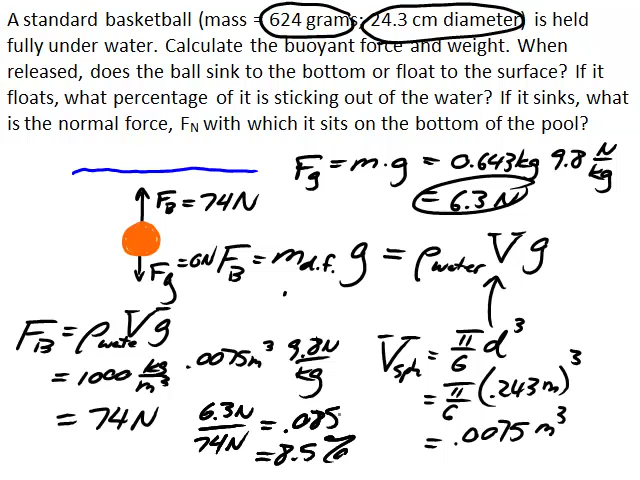 A standard basketball (mass = 624 grams; 24.3 cm diameter) is held
fully under water. Calculate the buoyant force and weight. When
released, does the ball sink to the bottom or float to the surface? If it
floats, what percentage of it is sticking out of the water? If it sinks, what
is the normal force, FN with which it sits on the bottom of the pool?
Fg = m·g = 0.643kg 9.8 N/kg
= 6.3 N
FB = 74N
Fg = 6N
FB = md.f. g = ρwater V g
FB = ρwate V g
= 1000 kg/m³ .0075m³ 9.8N/kg
= 74N
6.3N/74N = .085
= 8.5%
Vsph = π/6 d³
= π/6 (.243m)³
= .0075 m³